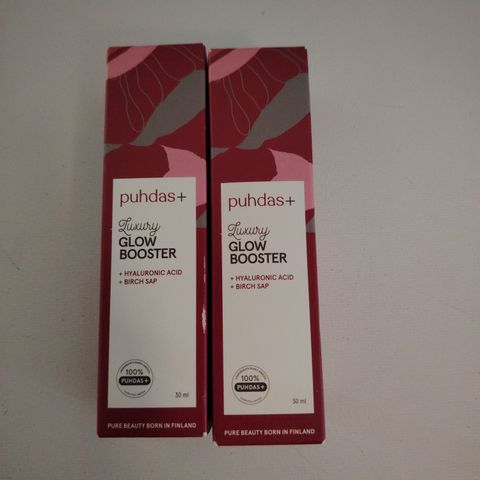 puhdas+
Luxury
GLOW
BOOSTER
+ HYALURONIC ACID
+ BIRCH SAP
100%
PUHDAS+
30 ml
PURE BEAUTY BORN IN FINLAND
puhdas+
Luxury
GLOW
BOOSTER
+ HYALURONIC ACID
+ BIRCH SAP
100%
PUHDAS+
30 ml
PURE BEAUTY BORN IN FINLAND